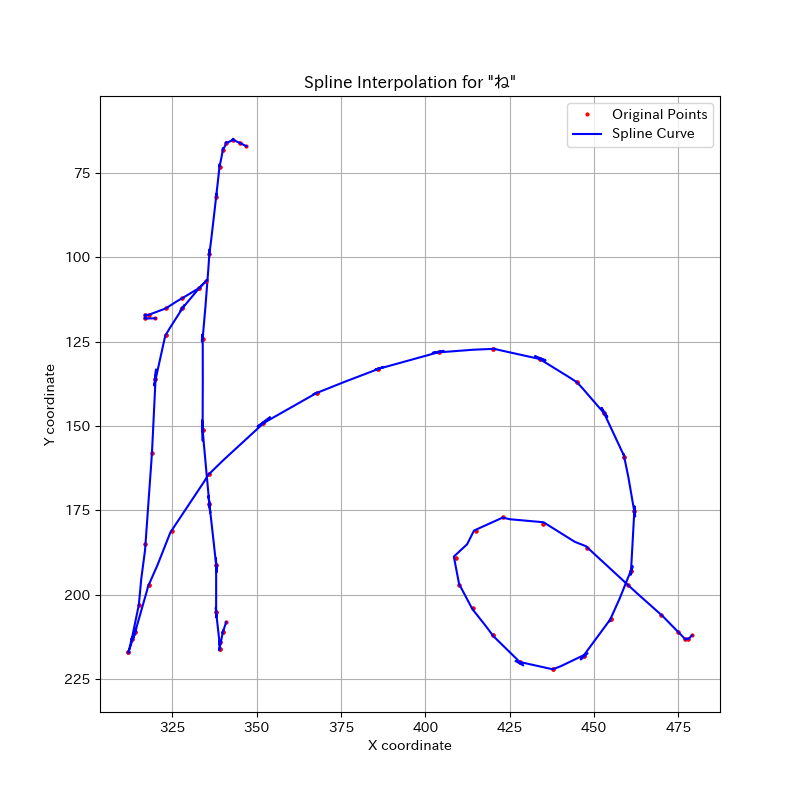 Spline Interpolation for "ね"
Original Points
Spline Curve
75
100
125
150
175
200
225
Y coordinate
325 350 375 400 425 450 475
X coordinate